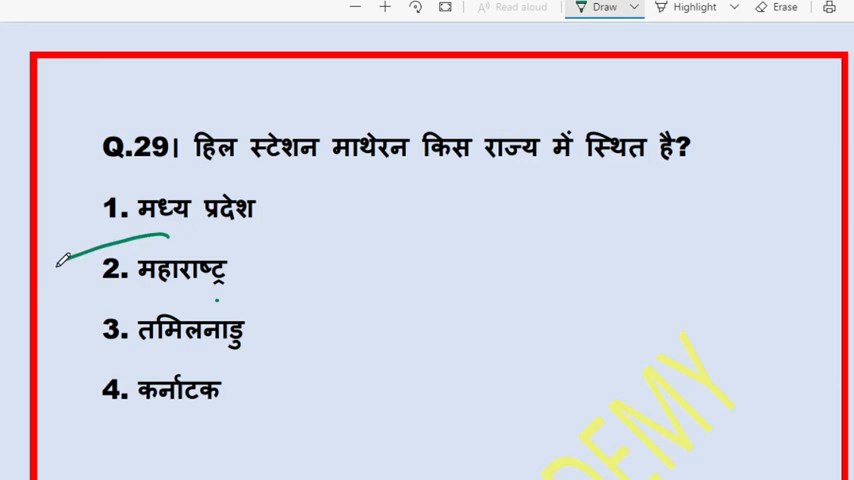 Read aloud Draw Highlight Erase
Q.29। हिल स्टेशन माथेरन किस राज्य में स्थित है?
1. मध्य प्रदेश
2. महाराष्ट्र
3. तमिलनाडु
4. कर्नाटक